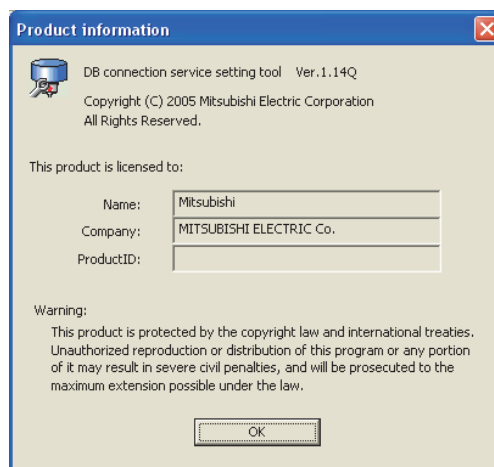 Product information
DB connection service setting tool Ver.1.14Q
Copyright (C) 2005 Mitsubishi Electric Corporation
All Rights Reserved.
This product is licensed to:
Name: Mitsubishi
Company: MITSUBISHI ELECTRIC Co.
ProductID:
Warning:
This product is protected by the copyright law and international treaties.
Unauthorized reproduction or distribution of this program or any portion
of it may result in severe civil penalties, and will be prosecuted to the
maximum extension possible under the law.
OK